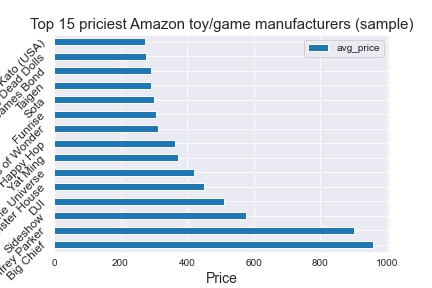 Top 15 priciest Amazon toy/game manufacturers (sample)
avg_price
Kato (USA)
Dead Dolls
ames Bond
Taigen
Sota
Funrise
of Wonder
Happy Hop
Yat Ming
e Universe
ster House
DJI
Sideshow
frey Parker
Big Chief
0 200 400 600 800 1000
Price